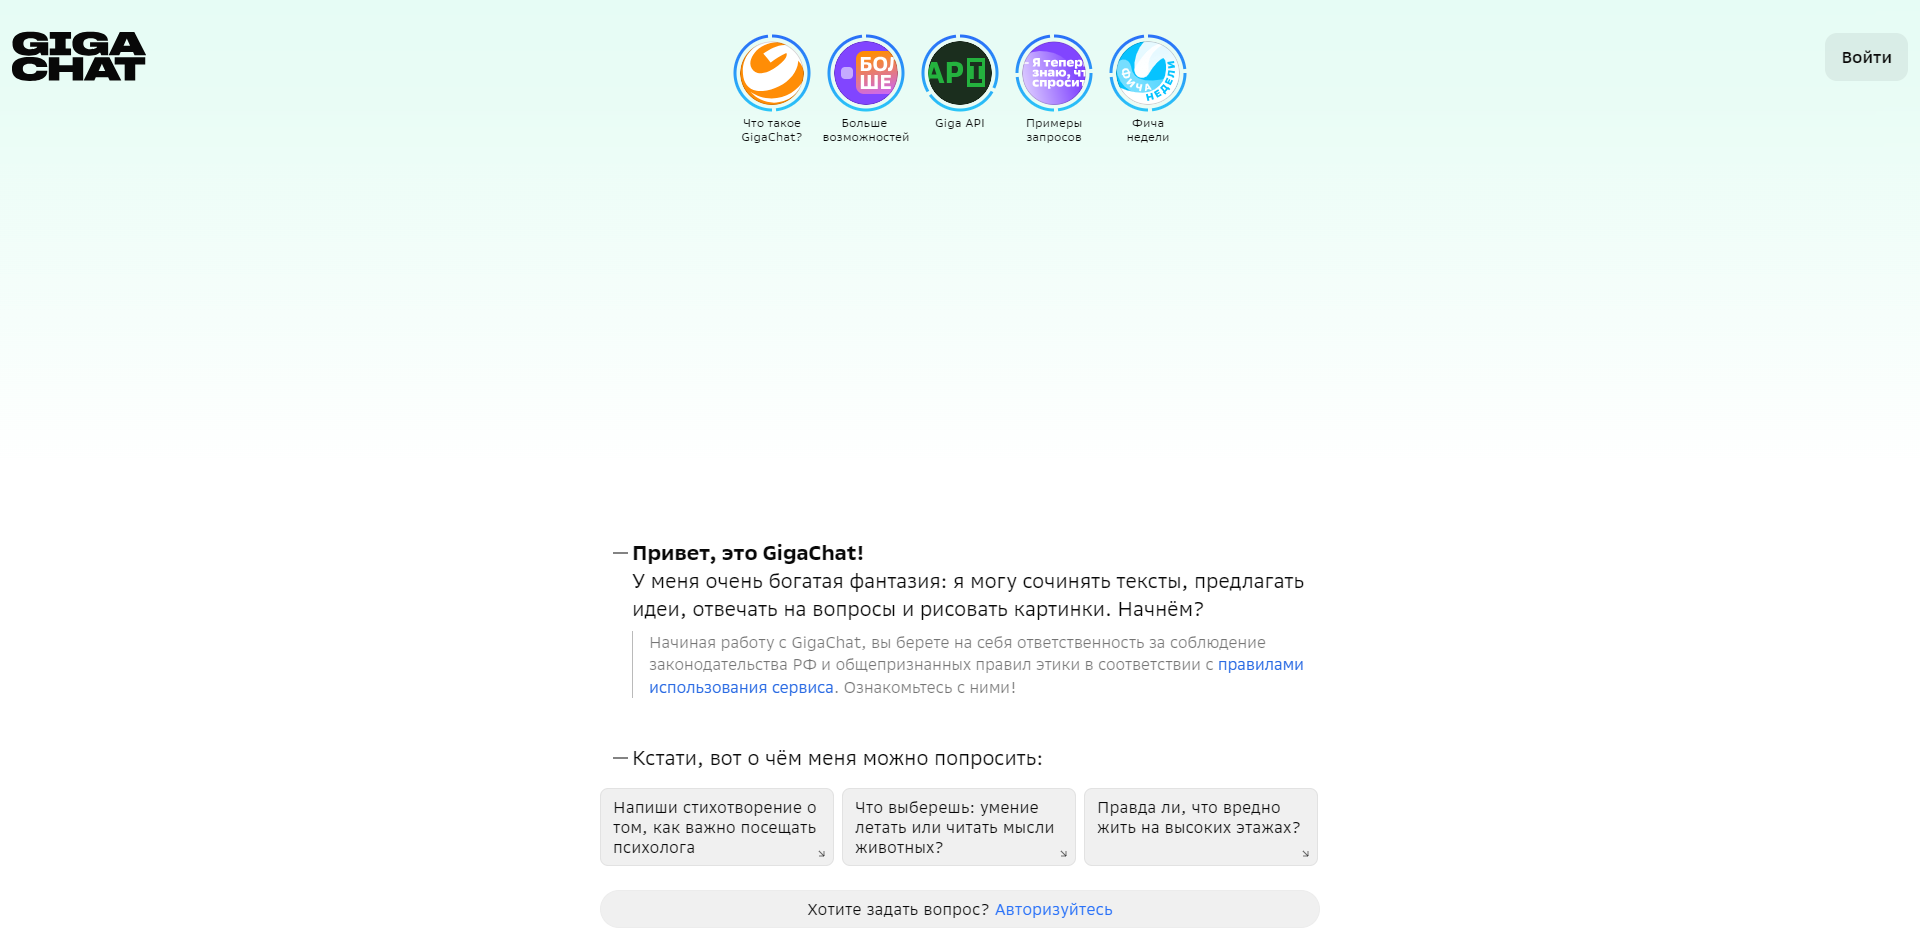 GIGA
CHAT
БОЛ
ШЕ
API
– Я теперь
знаю, чт
спросит
ФИЧА
НЕДЕЛИ
Войти
Что такое
GigaChat?
Больше
возможностей
Giga API
Примеры
запросов
Фича
недели
— Привет, это GigaChat!
У меня очень богатая фантазия: я могу сочинять тексты, предлагать
идеи, отвечать на вопросы и рисовать картинки. Начнём?
Начиная работу с GigaChat, вы берете на себя ответственность за соблюдение
законодательства РФ и общепризнанных правил этики в соответствии с правилами
использования сервиса. Ознакомьтесь с ними!
— Кстати, вот о чём меня можно попросить:
Напиши стихотворение о
том, как важно посещать
психолога
Что выберешь: умение
летать или читать мысли
животных?
Правда ли, что вредно
жить на высоких этажах?
Хотите задать вопрос? Авторизуйтесь